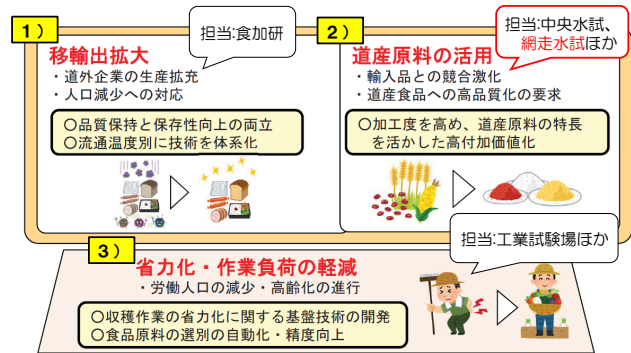 1）
担当:食加研
移輸出拡大
・道外企業の生産拡充
・人口減少への対応
○品質保持と保存性向上の両立
○流通温度別に技術を体系化
2）
担当:中央水試、
網走水試ほか
道産原料の活用
・輸入品との競合激化
・道産食品への高品質化の要求
○加工度を高め、道産原料の特長
を活かした高付加価値化
3）
担当:工業試験場ほか
省力化・作業負荷の軽減
・労働人口の減少・高齢化の進行
○収穫作業の省力化に関する基盤技術の開発
○食品原料の選別の自動化・精度向上